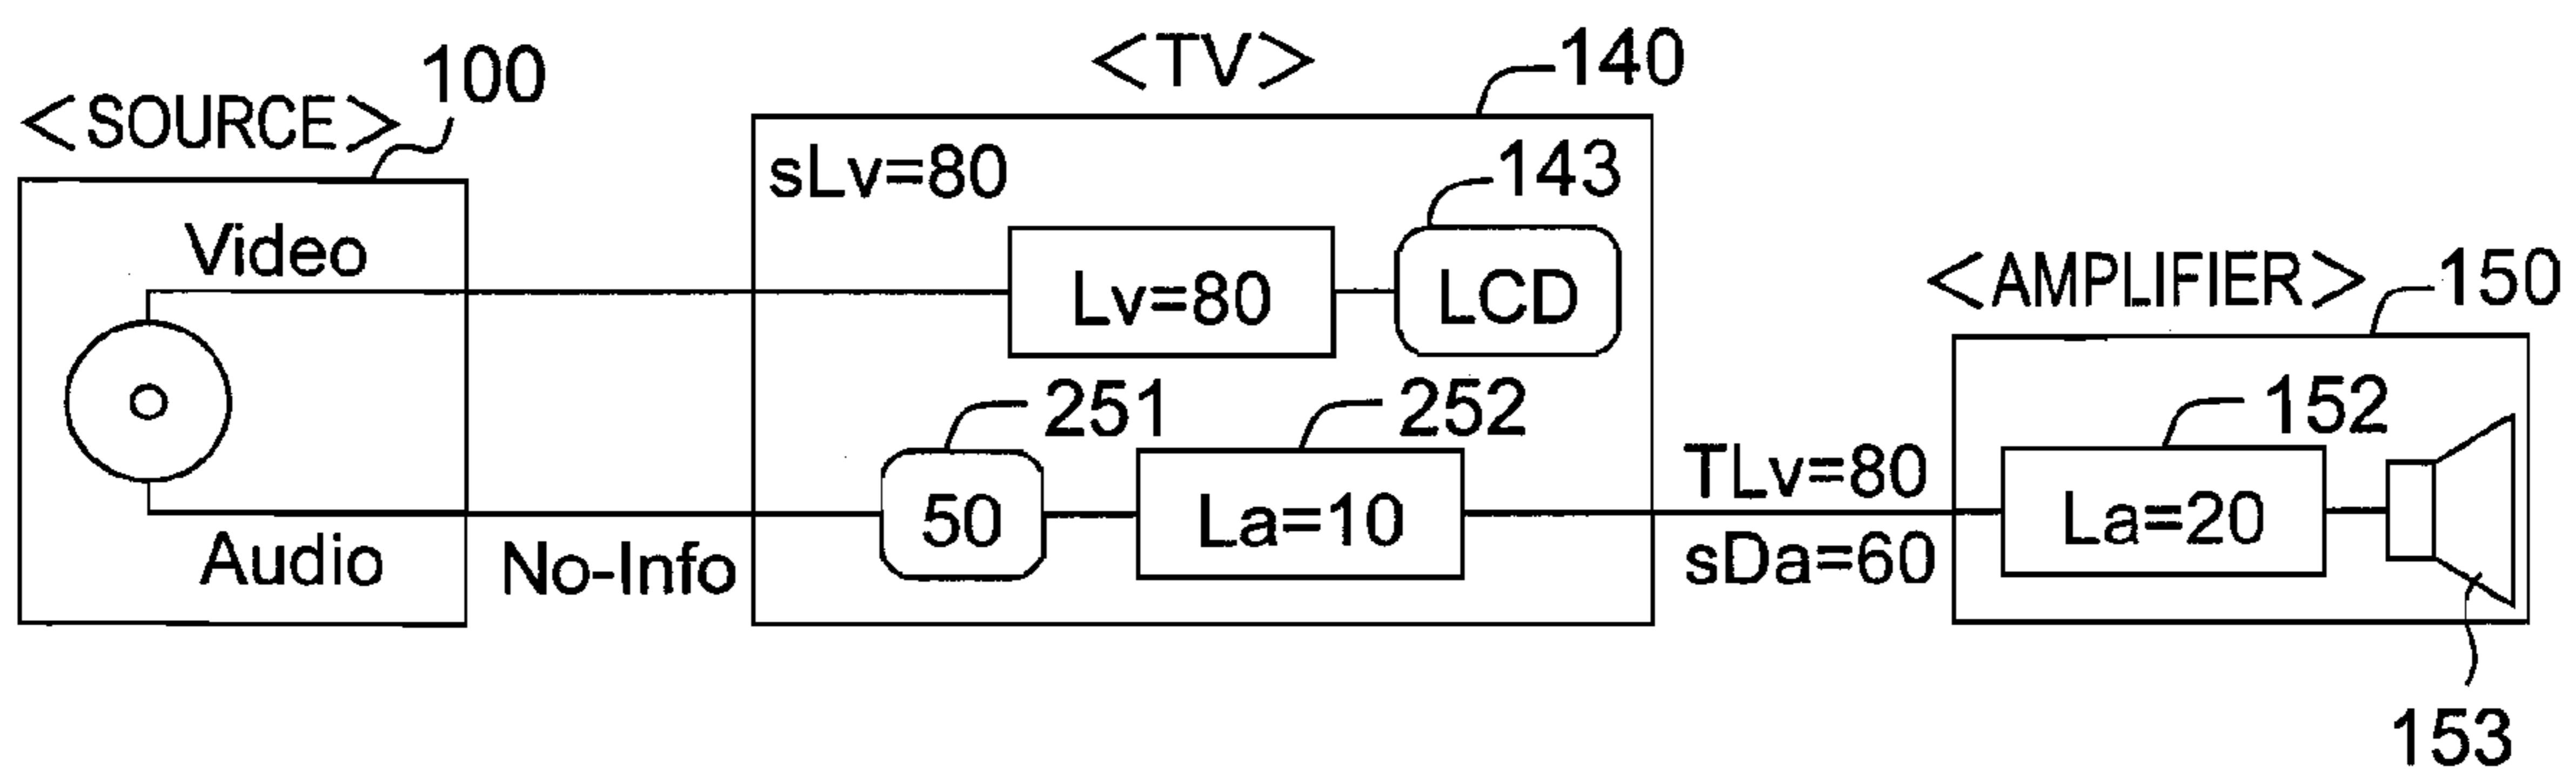 <SOURCE>
100
Video
Audio
No-Info
<TV>
140
sLv=80
143
Lv=80
LCD
251
252
50
La=10
TLv=80
sDa=60
<AMPLIFIER>
150
152
La=20
153